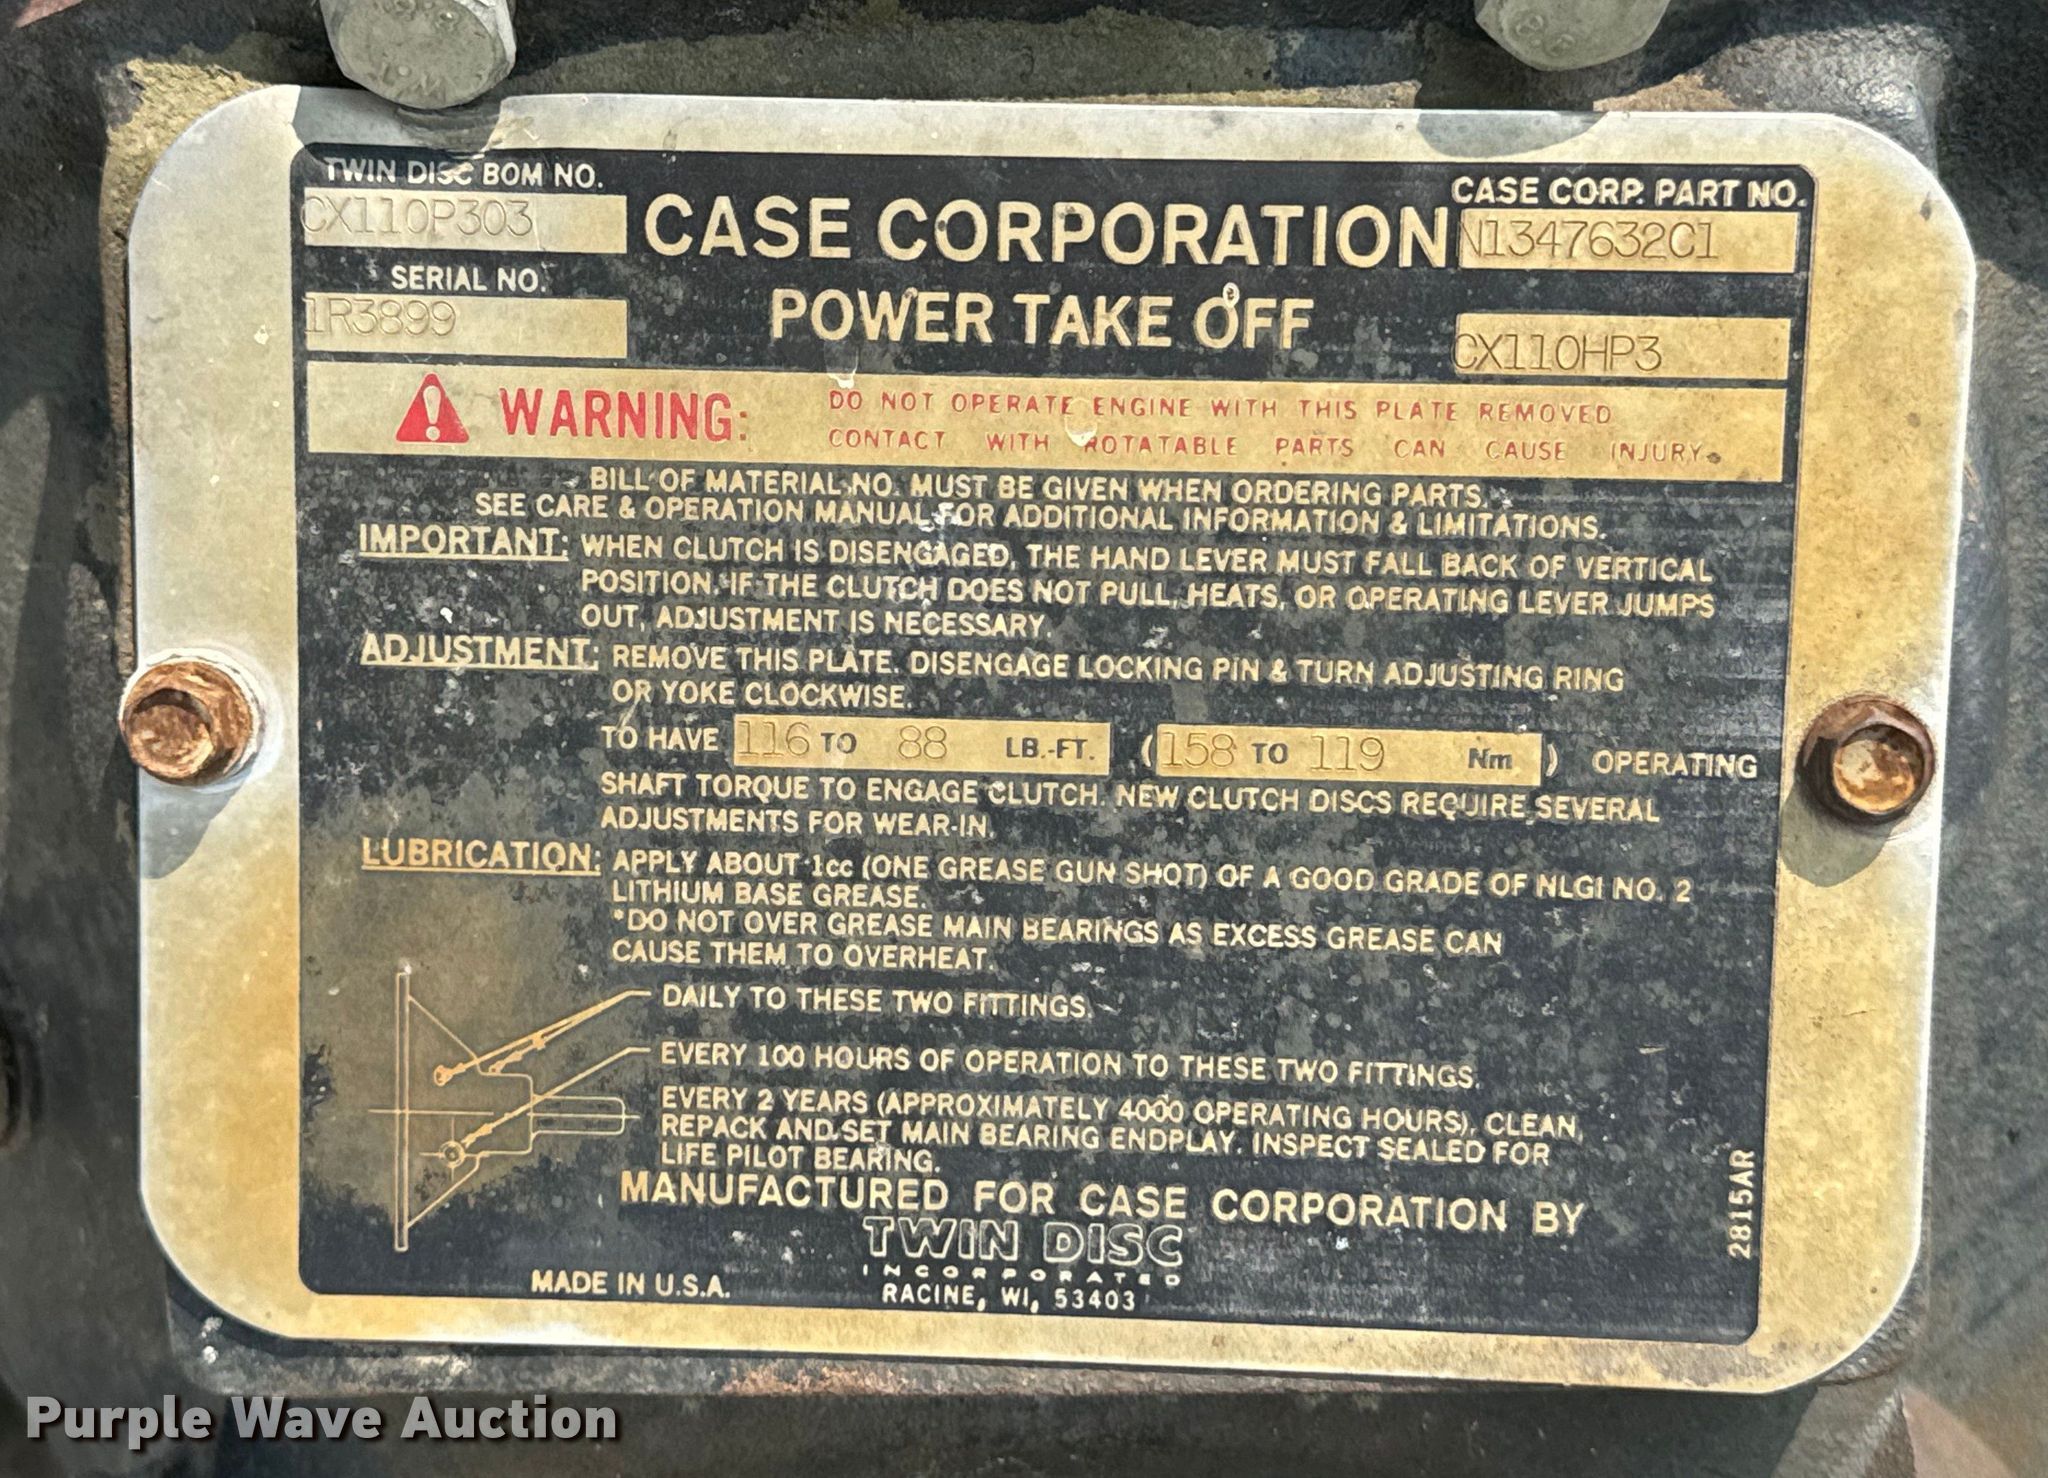 TWIN DISC BOM NO.
CX110P303
SERIAL NO.
1R3899
CASE CORPORATION
POWER TAKE OFF
CASE CORP. PART NO.
N1347632C1
CX110HP3
WARNING:
DO NOT OPERATE ENGINE WITH THIS PLATE REMOVED
CONTACT WITH ROTATABLE PARTS CAN CAUSE INJURY.
BILL OF MATERIAL NO. MUST BE GIVEN WHEN ORDERING PARTS.
SEE CARE & OPERATION MANUAL FOR ADDITIONAL INFORMATION & LIMITATIONS.
IMPORTANT: WHEN CLUTCH IS DISENGAGED, THE HAND LEVER MUST FALL BACK OF VERTICAL
POSITION. IF THE CLUTCH DOES NOT PULL, HEATS, OR OPERATING LEVER JUMPS
OUT, ADJUSTMENT IS NECESSARY.
ADJUSTMENT: REMOVE THIS PLATE. DISENGAGE LOCKING PIN & TURN ADJUSTING RING
OR YOKE CLOCKWISE.
TO HAVE 116 TO 88 LB.-FT. (158 TO 119 Nm) OPERATING
SHAFT TORQUE TO ENGAGE CLUTCH. NEW CLUTCH DISCS REQUIRE SEVERAL
ADJUSTMENTS FOR WEAR-IN.
LUBRICATION: APPLY ABOUT 1cc (ONE GREASE GUN SHOT) OF A GOOD GRADE OF NLGI NO. 2
LITHIUM BASE GREASE.
*DO NOT OVER GREASE MAIN BEARINGS AS EXCESS GREASE CAN
CAUSE THEM TO OVERHEAT.
DAILY TO THESE TWO FITTINGS.
EVERY 100 HOURS OF OPERATION TO THESE TWO FITTINGS.
EVERY 2 YEARS (APPROXIMATELY 4000 OPERATING HOURS), CLEAN,
REPACK AND SET MAIN BEARING ENDPLAY. INSPECT SEALED FOR
LIFE PILOT BEARING.
MANUFACTURED FOR CASE CORPORATION BY
TWIN DISC
INCORPORATED
RACINE, WI, 53403
MADE IN U.S.A.
2815AR
Purple Wave Auction